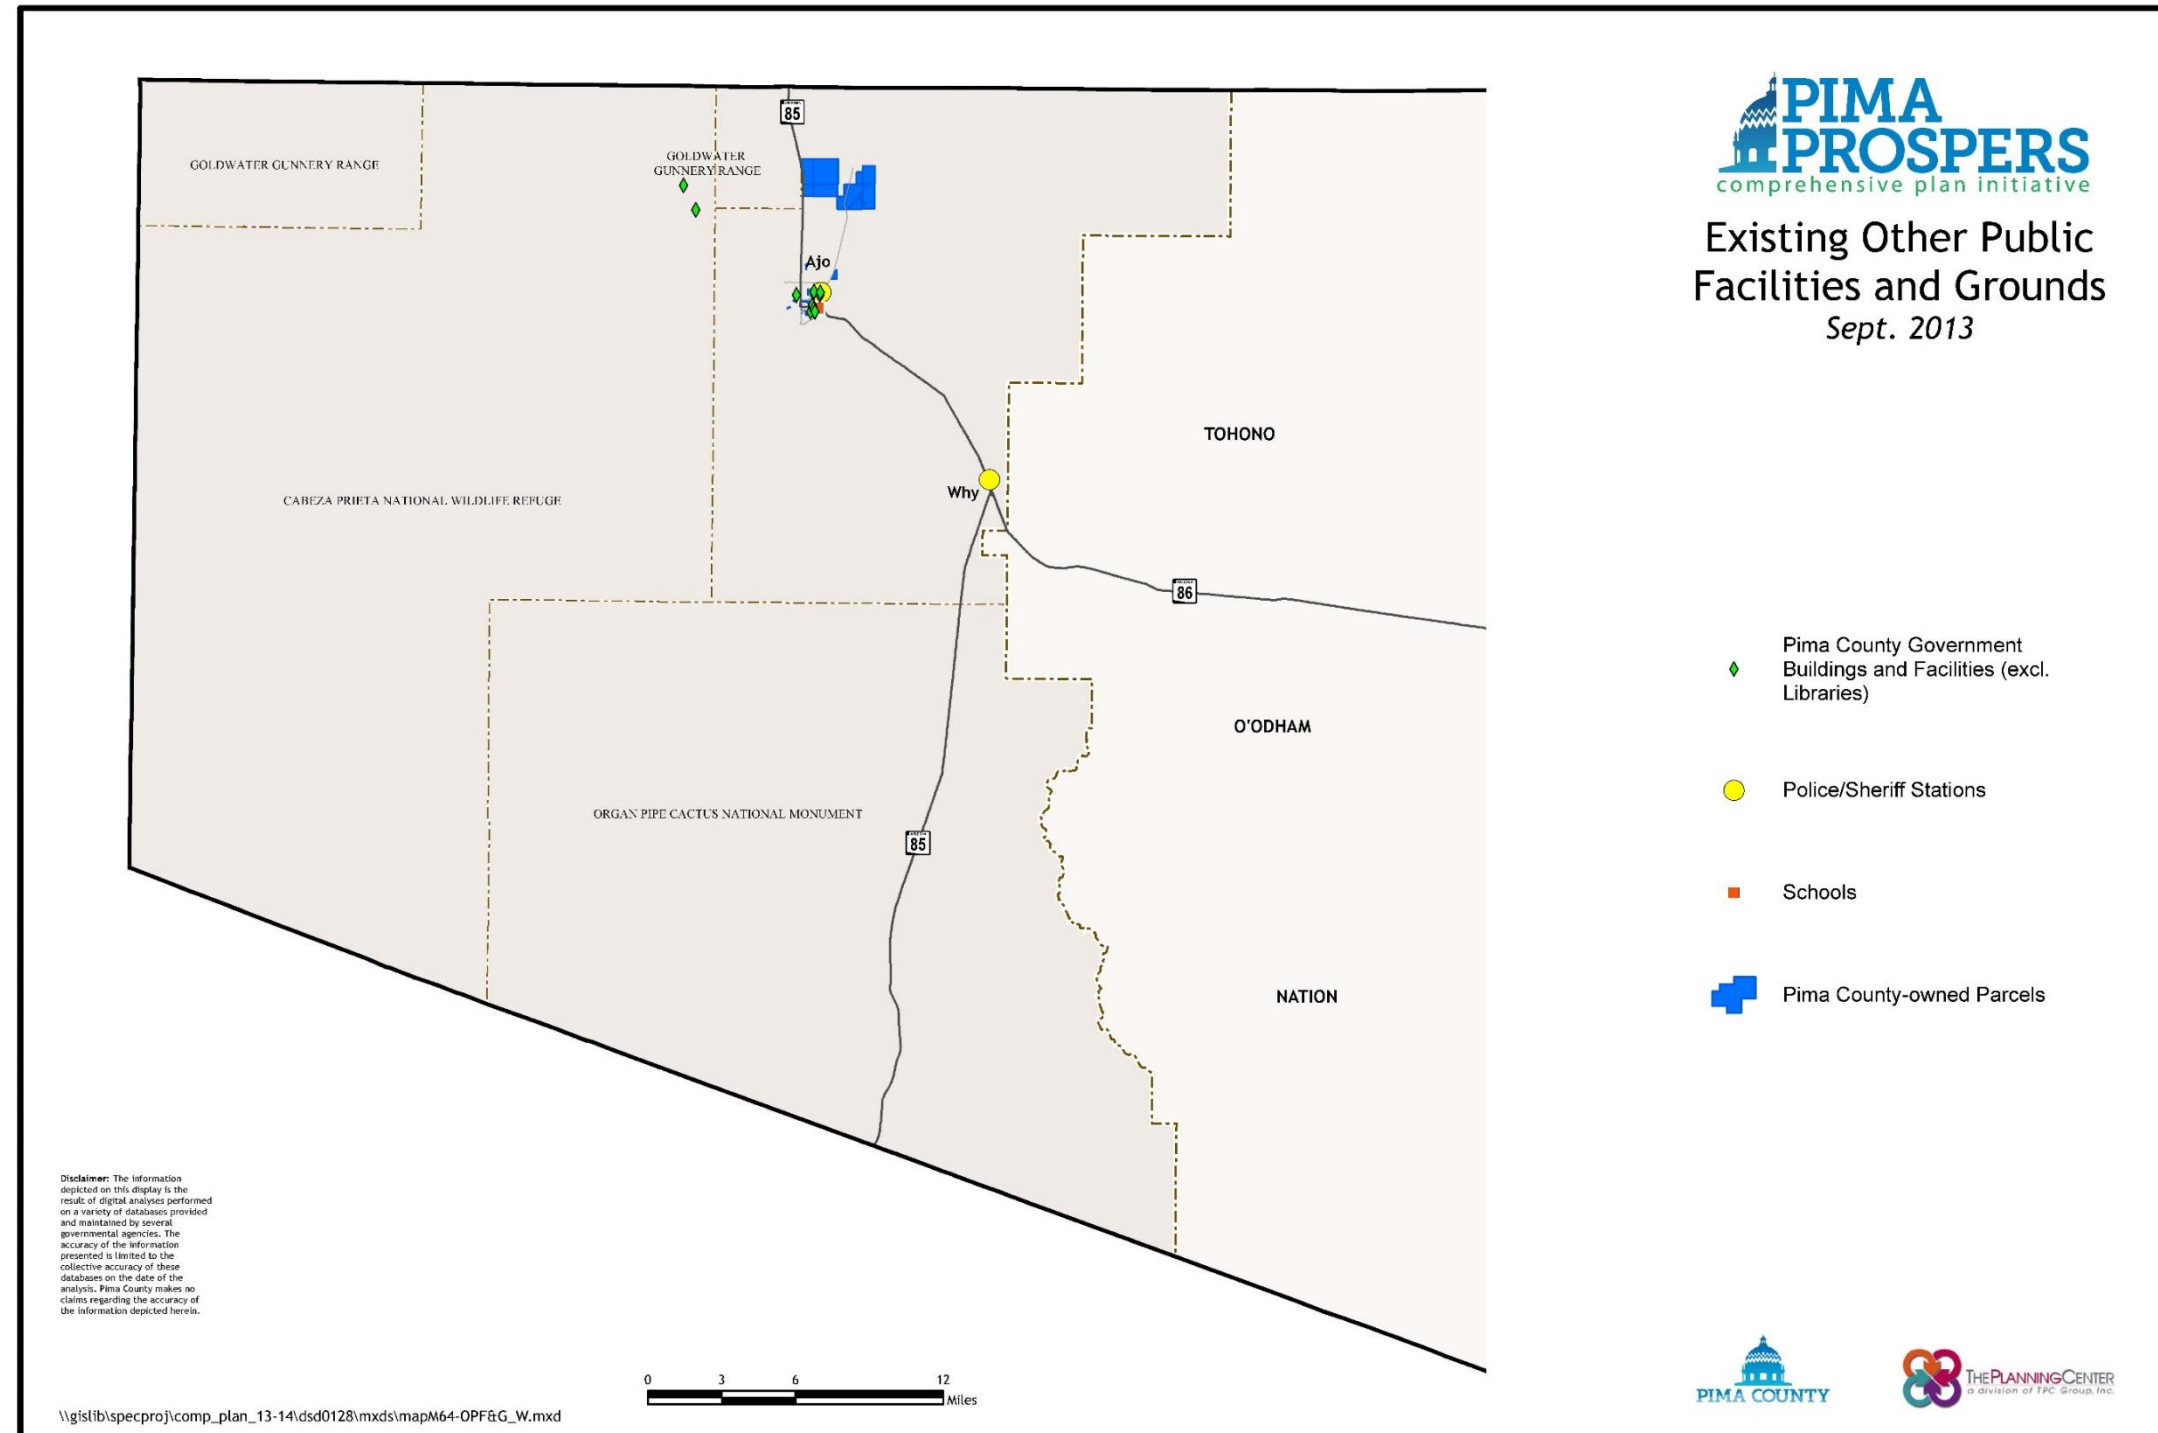 PIMA
PROSPERS
comprehensive plan initiative
Existing Other Public
Facilities and Grounds
Sept. 2013
85
GOLDWATER GUNNERY RANGE
GOLDWATER
GUNNERY RANGE
Ajo
TOHONO
Why
CABEZA PRIETA NATIONAL WILDLIFE REFUGE
86
O'ODHAM
ORGAN PIPE CACTUS NATIONAL MONUMENT
85
NATION
Pima County Government
Buildings and Facilities (excl.
Libraries)
Police/Sheriff Stations
Schools
Pima County-owned Parcels
Disclaimer: The information
depicted on this display is the
result of digital analyses performed
on a variety of databases provided
and maintained by several
governmental agencies. The
accuracy of the information
presented is limited to the
collective accuracy of these
databases on the date of the
analysis. Pima County makes no
claims regarding the accuracy of
the information depicted herein.
0 3 6 12
Miles
\\gislib\specproj\comp_plan_13-14\dsd0128\mxds\mapM64-OPF&G_W.mxd
PIMA COUNTY
THEPLANNINGCENTER
a division of TPC Group, Inc.